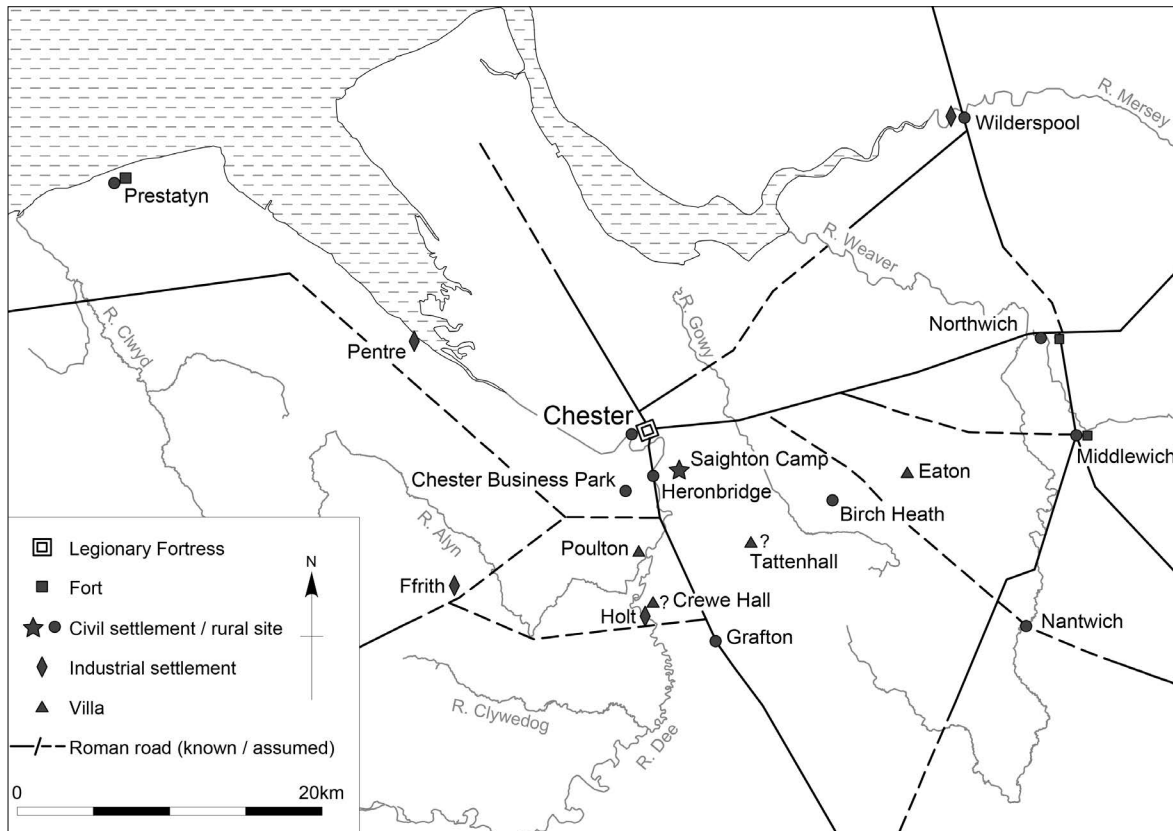 R. Mersey
Wilderspool
Prestatyn
R. Weaver
R. Clwyd
R. Gowy
Northwich
Pentre
Chester
Middlewich
Saighton Camp
Eaton
Chester Business Park
Heronbridge
Birch Heath
R. Alyn
Poulton
?
Tattenhall
Ffrith
? Crewe Hall
Holt
Nantwich
Grafton
R. Clywedog
R. Dee
Legionary Fortress
N
Fort
Civil settlement / rural site
Industrial settlement
Villa
Roman road (known / assumed)
0 20km